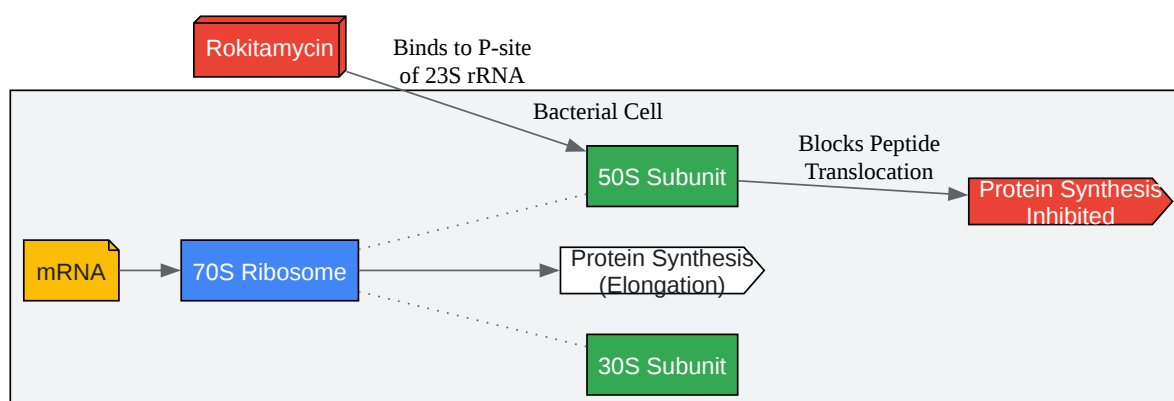 Rokitamycin
Binds to P-site
of 23S rRNA
Bacterial Cell
50S Subunit
Blocks Peptide
Translocation
Protein Synthesis
Inhibited
mRNA
70S Ribosome
Protein Synthesis
(Elongation)
30S Subunit